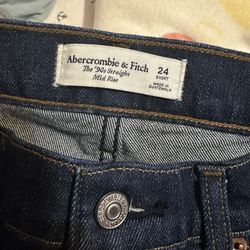 Abercrombie & Fitch
The '90s Straight
Mid Rise
24
SHORT
MADE IN
GUATEMALA